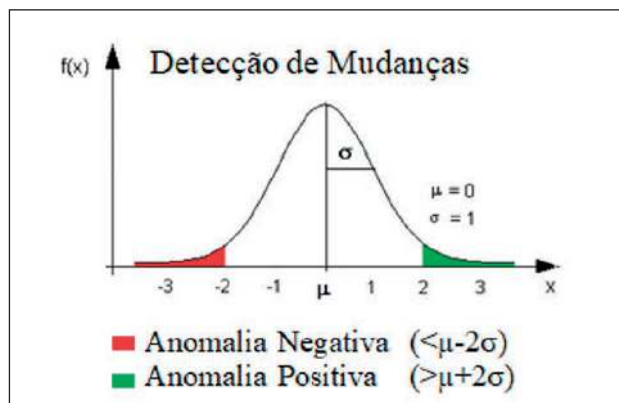 f(x) Detecção de Mudanças
σ
μ = 0
σ = 1
-3 -2 -1 μ 1 2 3 x
Anomalia Negativa (<μ-2σ)
Anomalia Positiva (>μ+2σ)